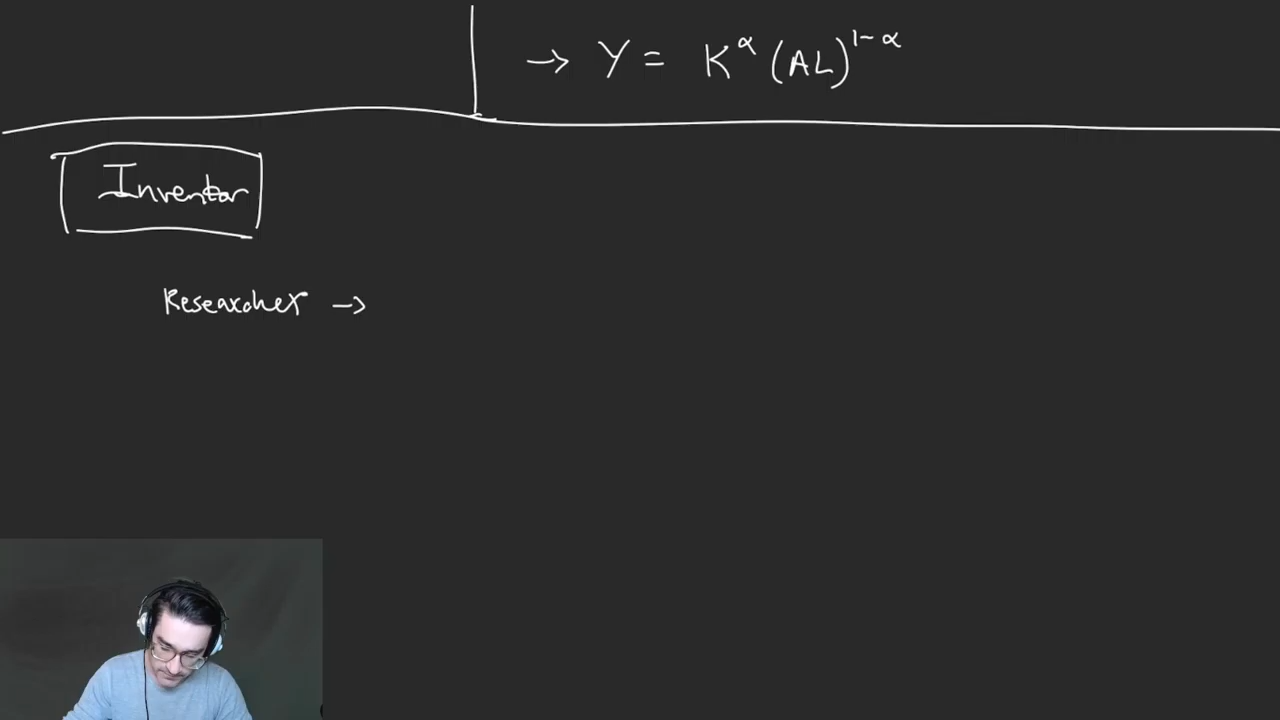 → Y = K^α (AL)^{1-α}
Inventor
Researcher →